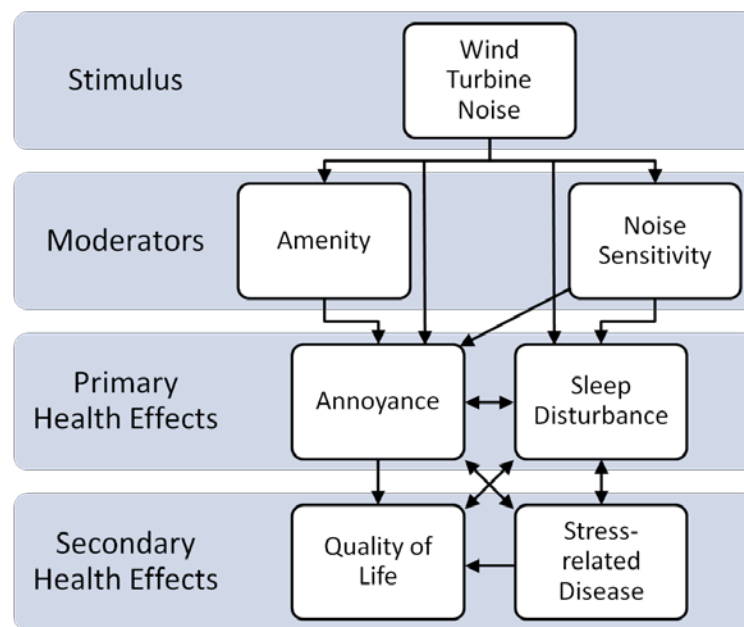 Stimulus
Wind
Turbine
Noise
Moderators
Amenity
Noise
Sensitivity
Primary
Health Effects
Annoyance
Sleep
Disturbance
Secondary
Health Effects
Quality of
Life
Stress-
related
Disease